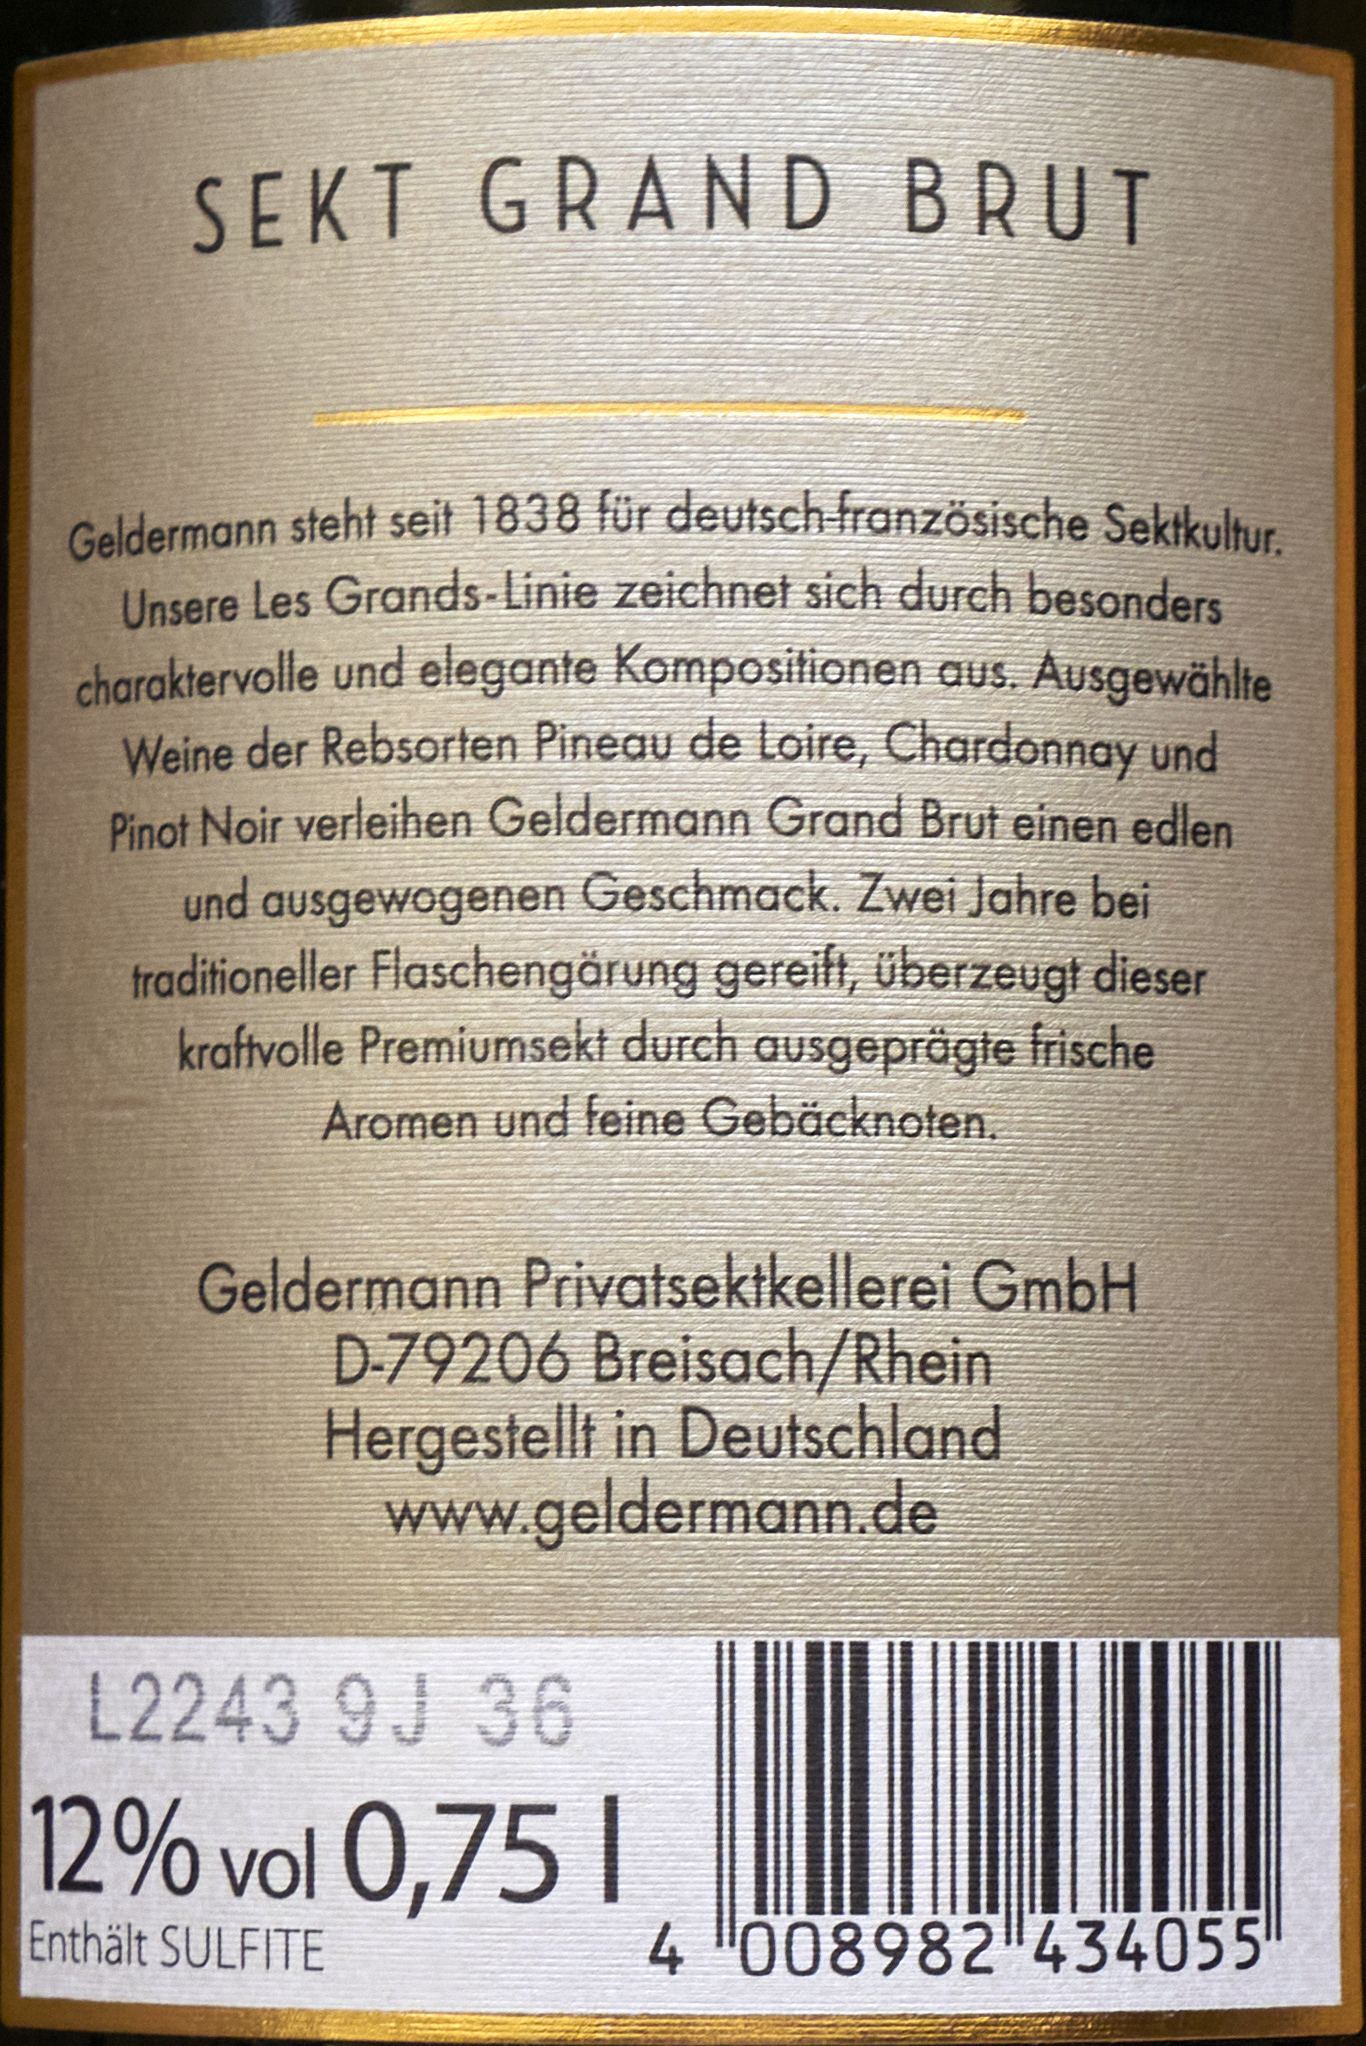 SEKT GRAND BRUT
Geldermann steht seit 1838 für deutsch-französische Sektkultur.
Unsere Les Grands-Linie zeichnet sich durch besonders
charaktervolle und elegante Kompositionen aus. Ausgewählte
Weine der Rebsorten Pineau de Loire, Chardonnay und
Pinot Noir verleihen Geldermann Grand Brut einen edlen
und ausgewogenen Geschmack. Zwei Jahre bei
traditioneller Flaschengärung gereift, überzeugt dieser
kraftvolle Premiumsekt durch ausgeprägte frische
Aromen und feine Gebäcknoten.
Geldermann Privatsektkellerei GmbH
D-79206 Breisach/Rhein
Hergestellt in Deutschland
www.geldermann.de
L2243 9J 36
12% vol 0,75 l
Enthält SULFITE
4 008982 434055